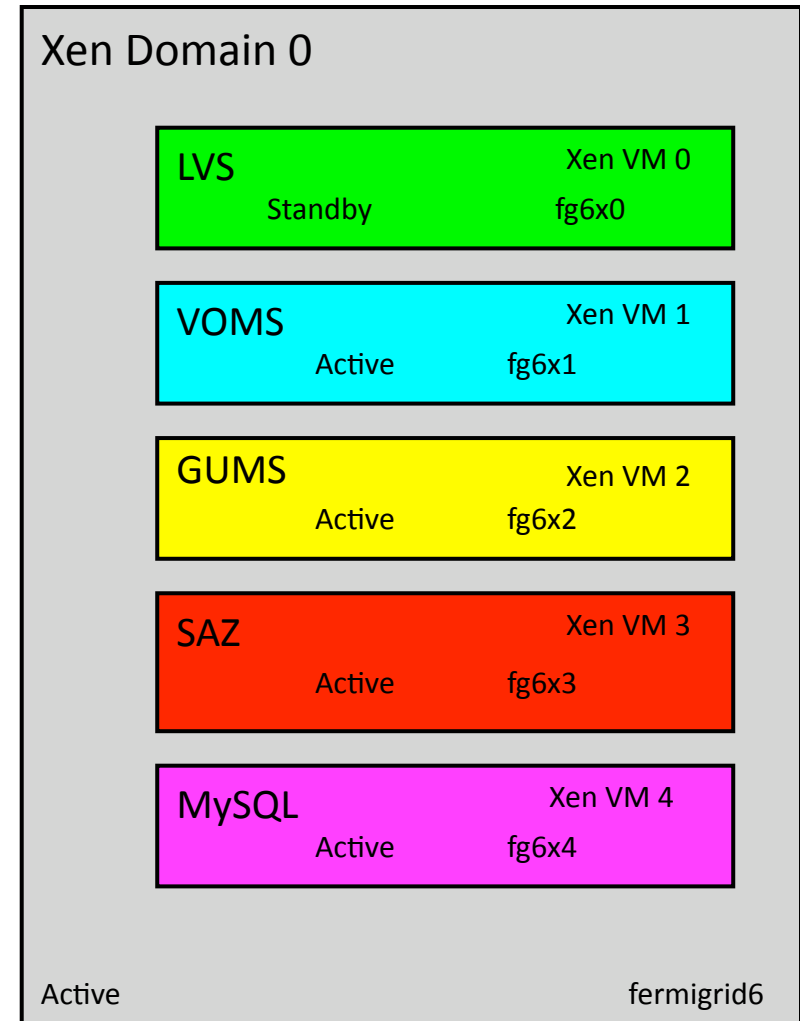 Xen Domain 0
LVS Xen VM 0
Standby fg6x0
VOMS Xen VM 1
Active fg6x1
GUMS Xen VM 2
Active fg6x2
SAZ Xen VM 3
Active fg6x3
MySQL Xen VM 4
Active fg6x4
Active fermigrid6